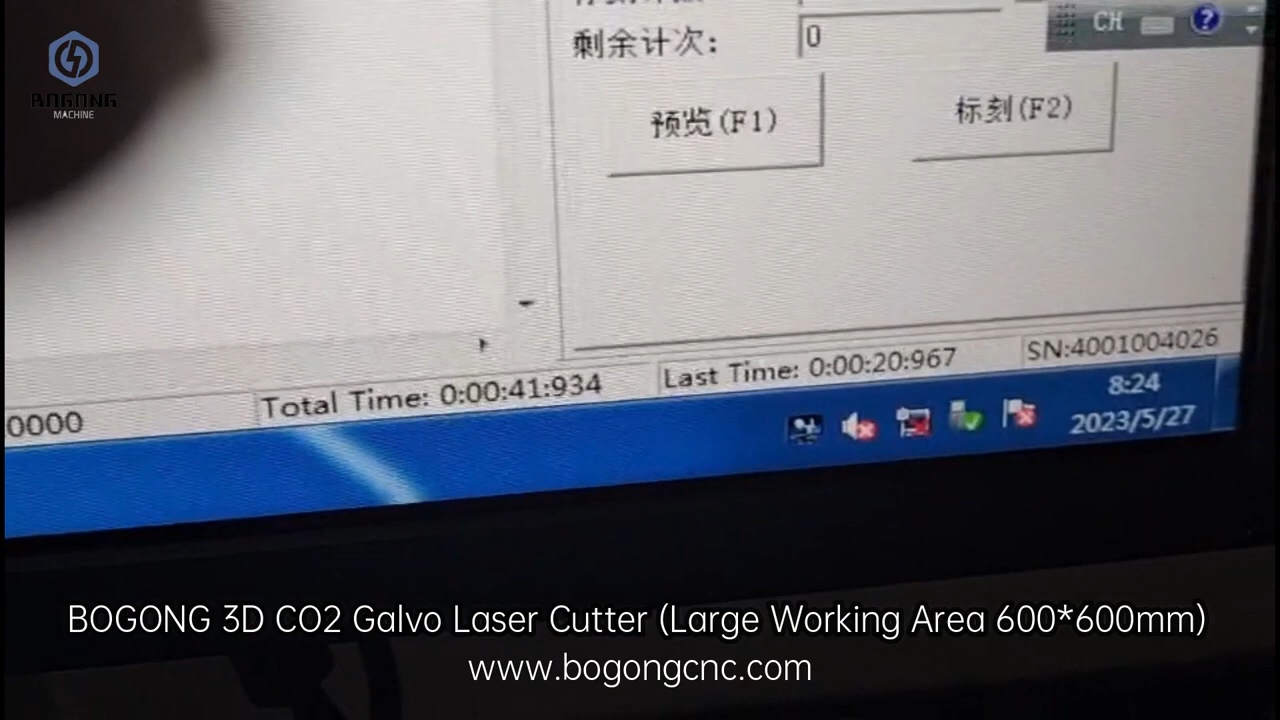 BOGONG
MACHINE
CH
剩余计次: 0
预览(F1)
标刻(F2)
0000
Total Time: 0:00:41:934
Last Time: 0:00:20:967
SN:4001004026
8:24
2023/5/27
BOGONG 3D CO2 Galvo Laser Cutter (Large Working Area 600*600mm)
www.bogongcnc.com